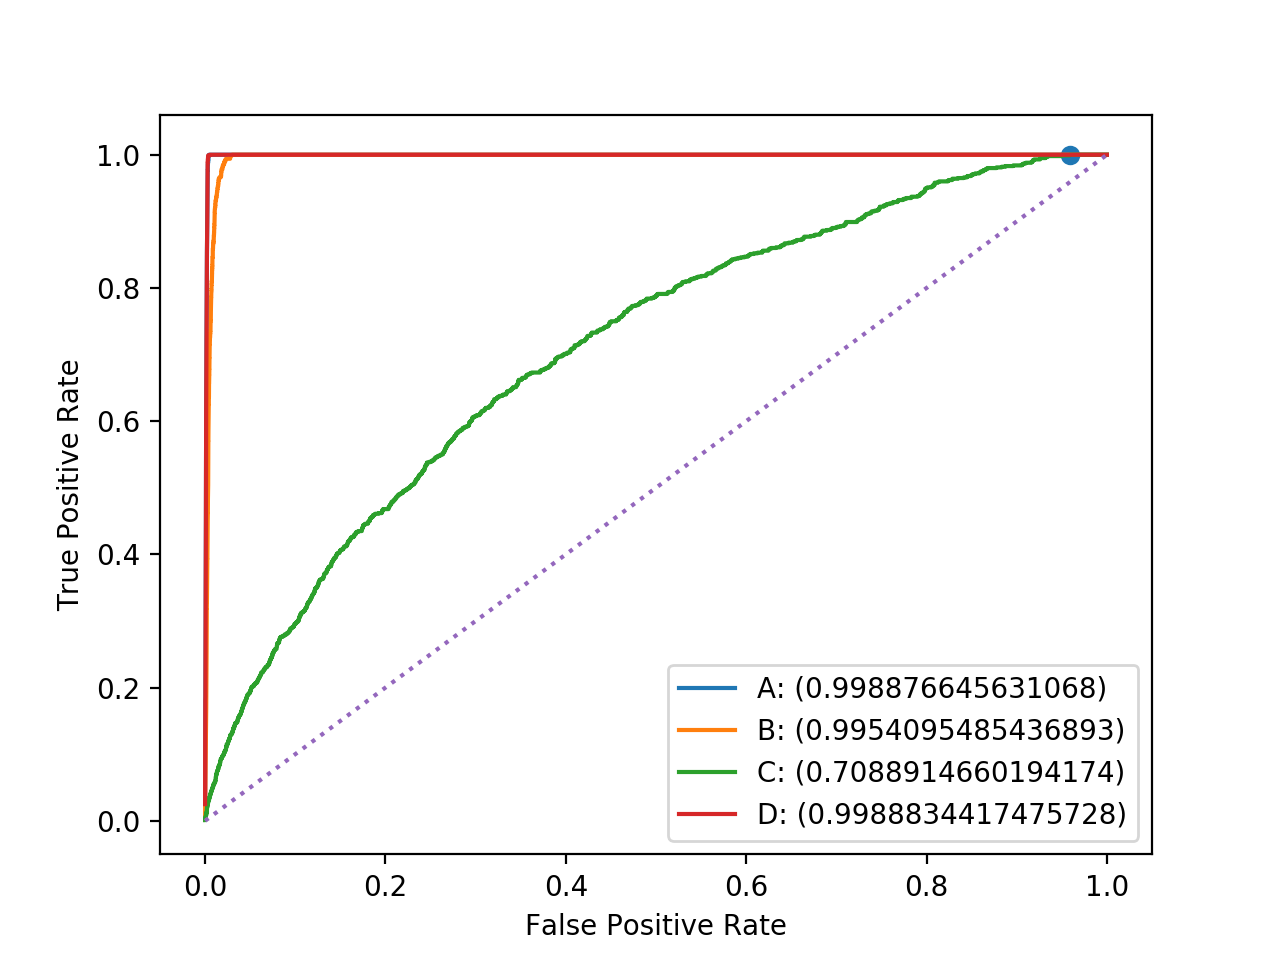 1.0
0.8
0.6
0.4
0.2
0.0
True Positive Rate
A: (0.998876645631068)
B: (0.9954095485436893)
C: (0.7088914660194174)
D: (0.9988834417475728)
0.0 0.2 0.4 0.6 0.8 1.0
False Positive Rate